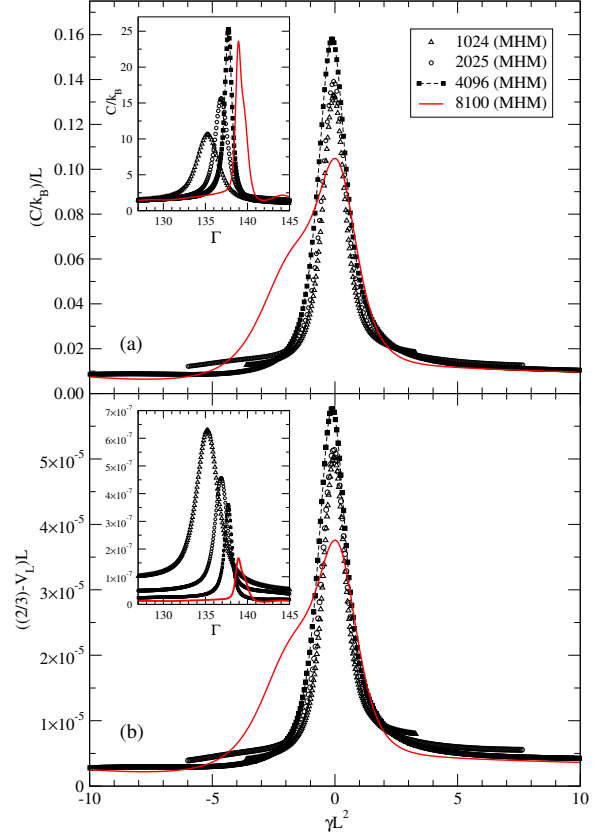 0.16
0.14
0.12
0.10
0.08
0.06
0.04
0.02
0.00
(C/k_B)/L
(a)
25
20
15
10
5
0
C/k_B
130 135 140 145
Γ
1024 (MHM)
2025 (MHM)
4096 (MHM)
8100 (MHM)
5×10⁻⁵
4×10⁻⁵
3×10⁻⁵
2×10⁻⁵
1×10⁻⁵
0
((2/3)-V_L)L
(b)
7×10⁻⁷
6×10⁻⁷
5×10⁻⁷
4×10⁻⁷
3×10⁻⁷
2×10⁻⁷
1×10⁻⁷
0
130 135 140 145
Γ
-10 -5 0 5 10
γL²